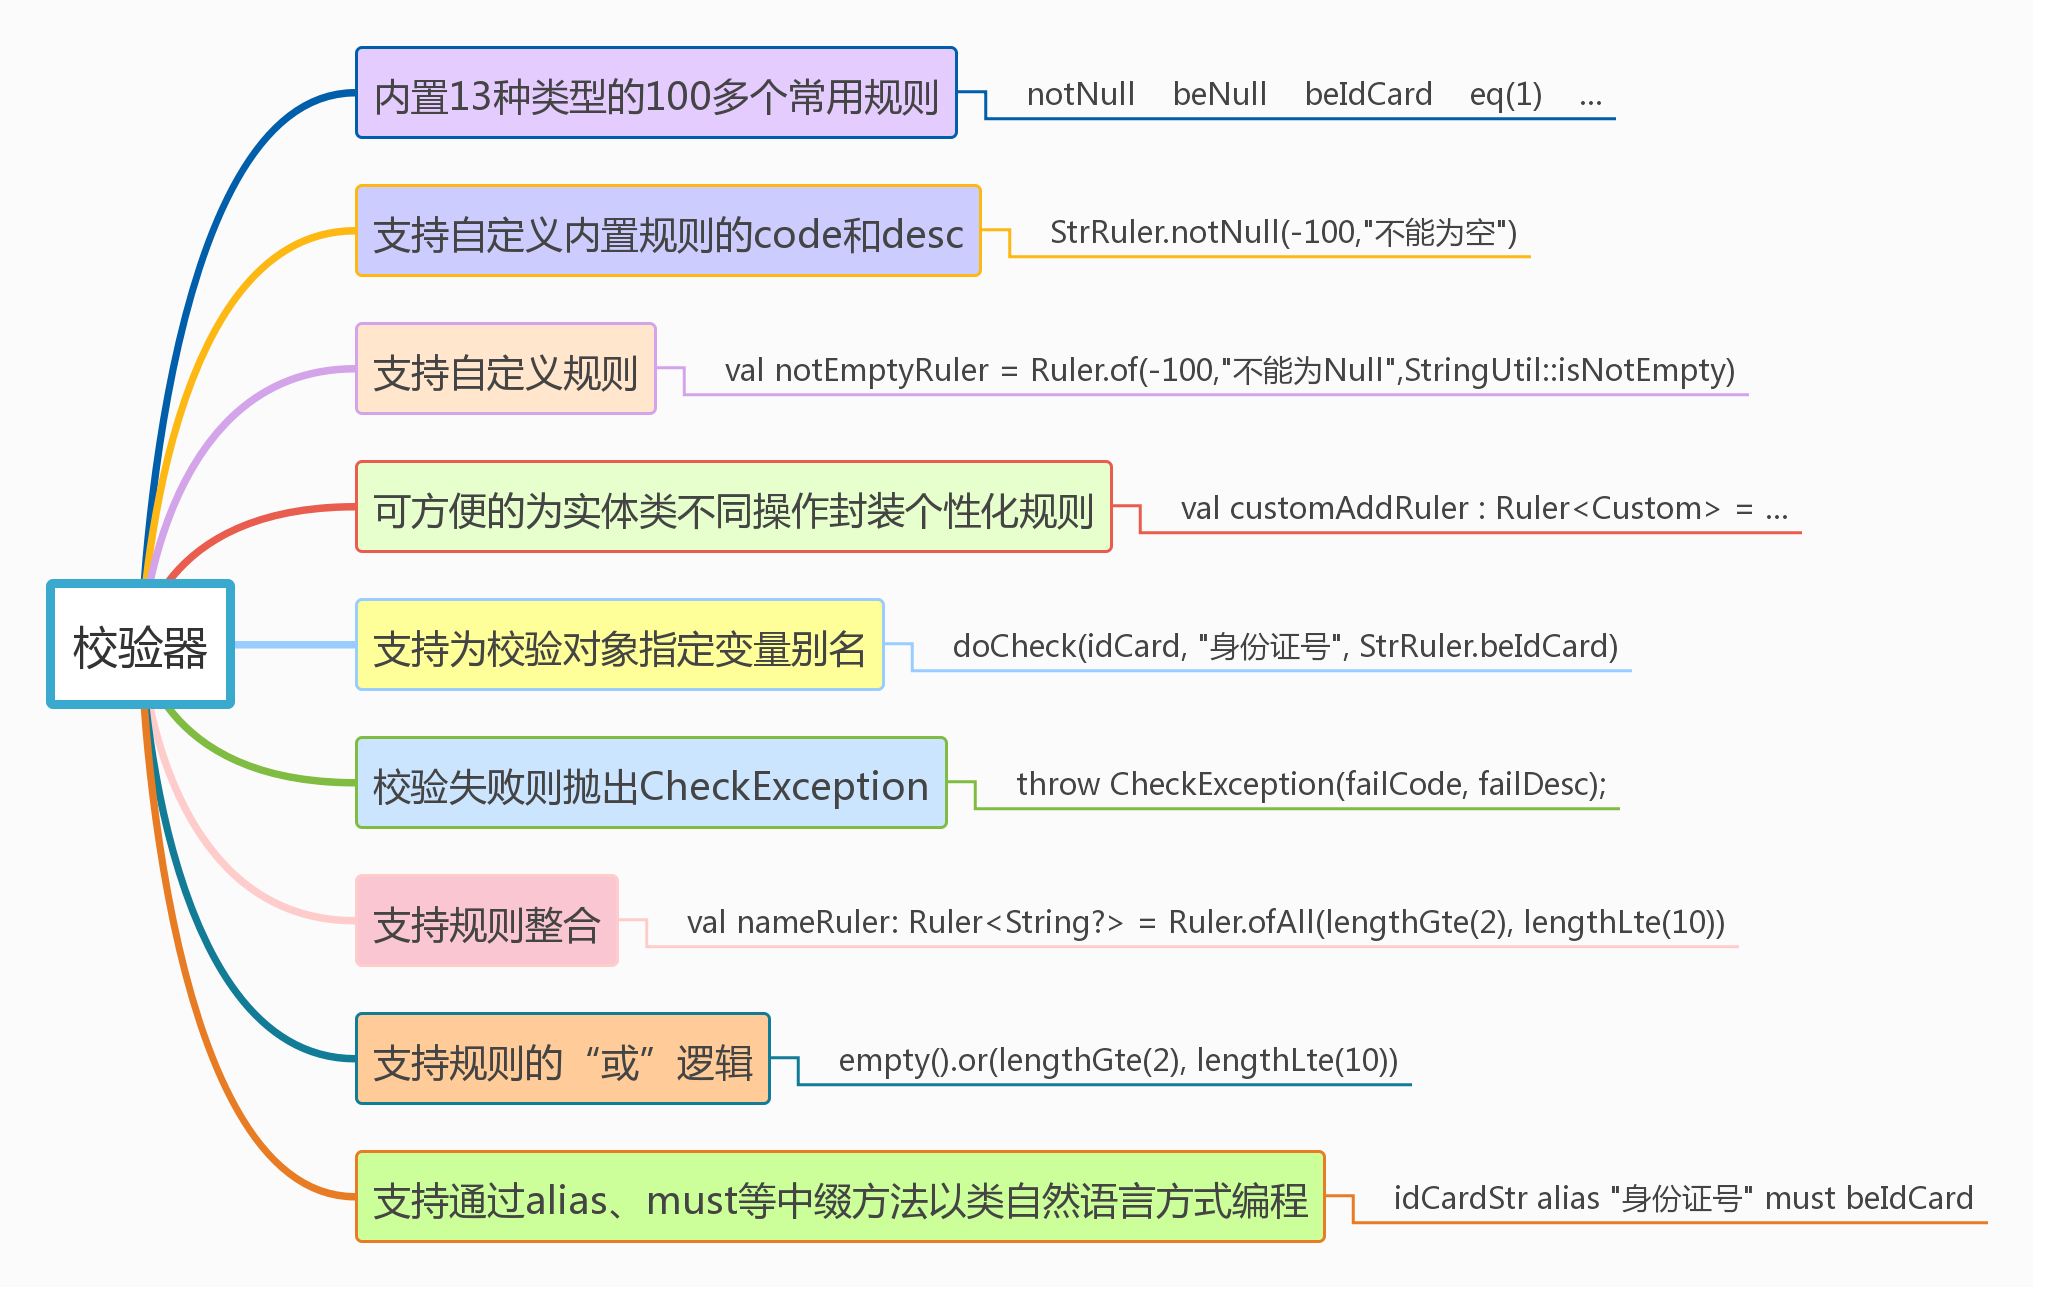 校验器
内置13种类型的100多个常用规则
notNull beNull beIdCard eq(1) ...
支持自定义内置规则的code和desc
StrRuler.notNull(-100,"不能为空")
支持自定义规则
val notEmptyRuler = Ruler.of(-100,"不能为Null",StringUtil::isNotEmpty)
可方便的为实体类不同操作封装个性化规则
val customAddRuler : Ruler<Custom> = ...
支持为校验对象指定变量别名
doCheck(idCard, "身份证号", StrRuler.beIdCard)
校验失败则抛出CheckException
throw CheckException(failCode, failDesc);
支持规则整合
val nameRuler: Ruler<String?> = Ruler.ofAll(lengthGte(2), lengthLte(10))
支持规则的“或”逻辑
empty().or(lengthGte(2), lengthLte(10))
支持通过alias、must等中缀方法以类自然语言方式编程
idCardStr alias "身份证号" must beIdCard